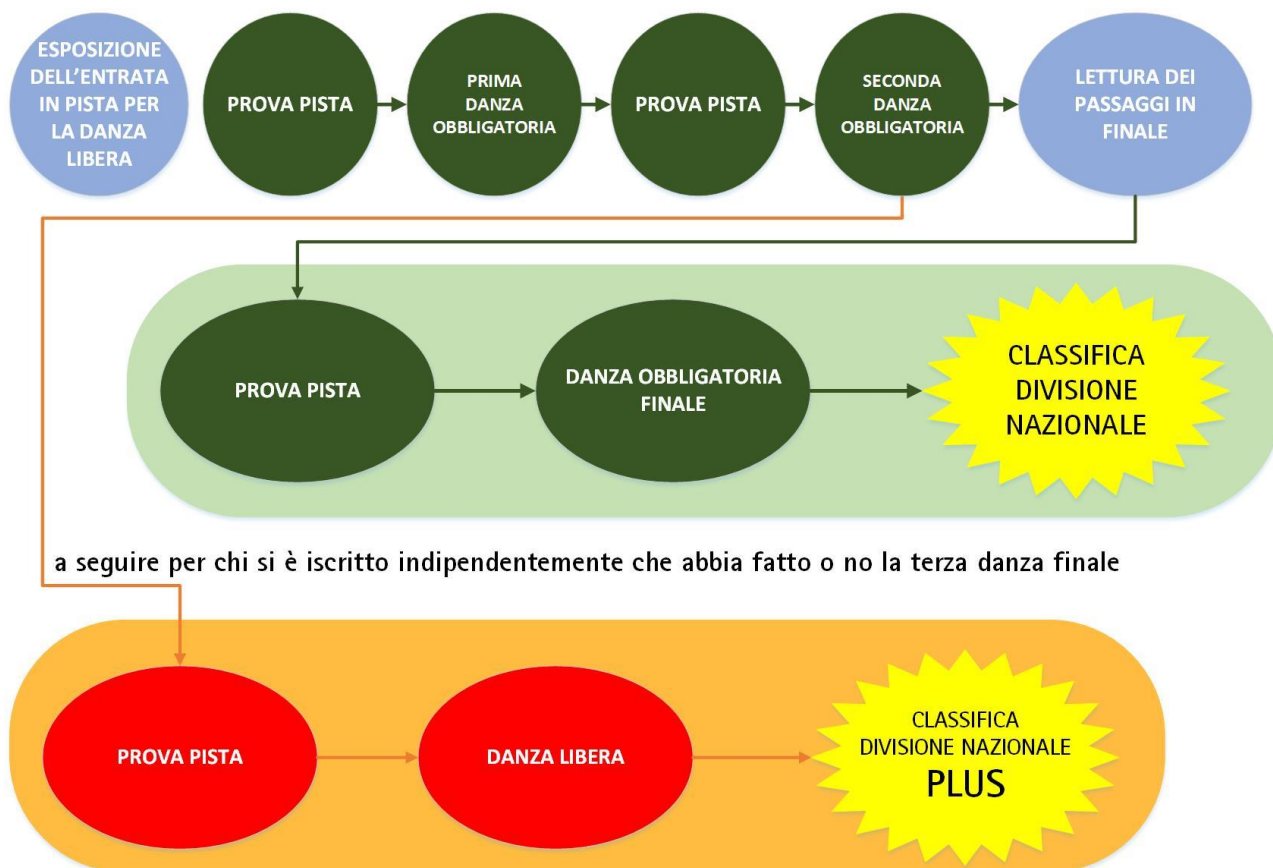 ESPOSIZIONE
DELL'ENTRATA
IN PISTA PER
LA DANZA
LIBERA
PROVA PISTA
PRIMA
DANZA
OBBLIGATORIA
PROVA PISTA
SECONDA
DANZA
OBBLIGATORIA
LETTURA DEI
PASSAGGI IN
FINALE
PROVA PISTA
DANZA OBBLIGATORIA
FINALE
CLASSIFICA
DIVISIONE
NAZIONALE
a seguire per chi si è iscritto indipendentemente che abbia fatto o no la terza danza finale
PROVA PISTA
DANZA LIBERA
CLASSIFICA
DIVISIONE NAZIONALE
PLUS